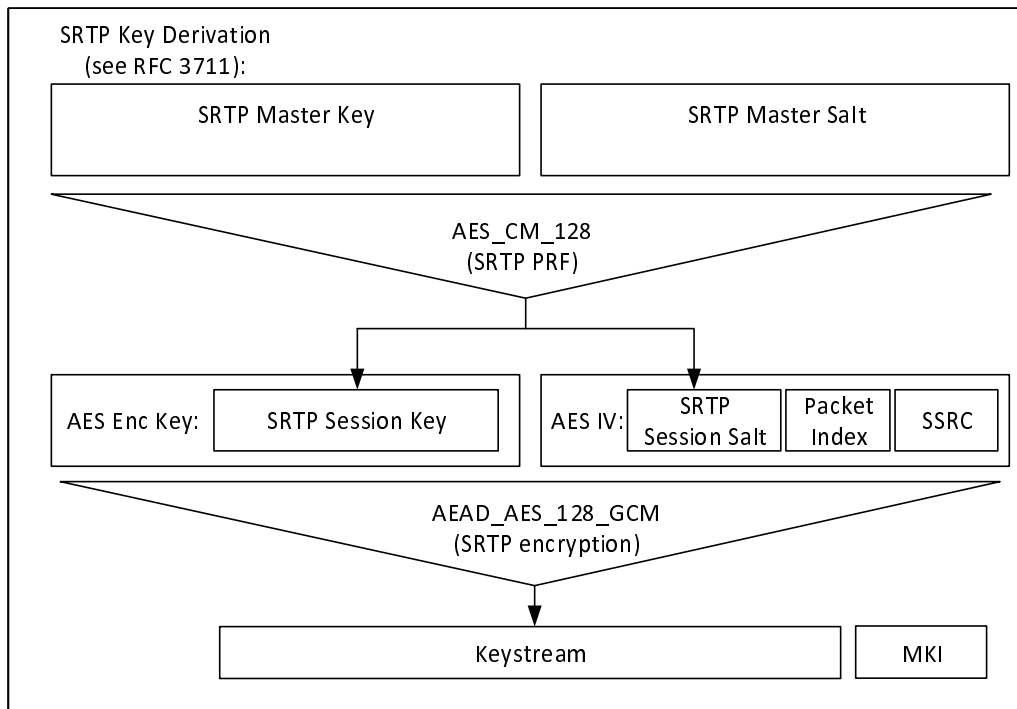 SRTP Key Derivation
(see RFC 3711):
SRTP Master Key
SRTP Master Salt
AES_CM_128
(SRTP PRF)
AES Enc Key:
SRTP Session Key
AES IV:
SRTP
Session Salt
Packet
Index
SSRC
AEAD_AES_128_GCM
(SRTP encryption)
Keystream
MKI